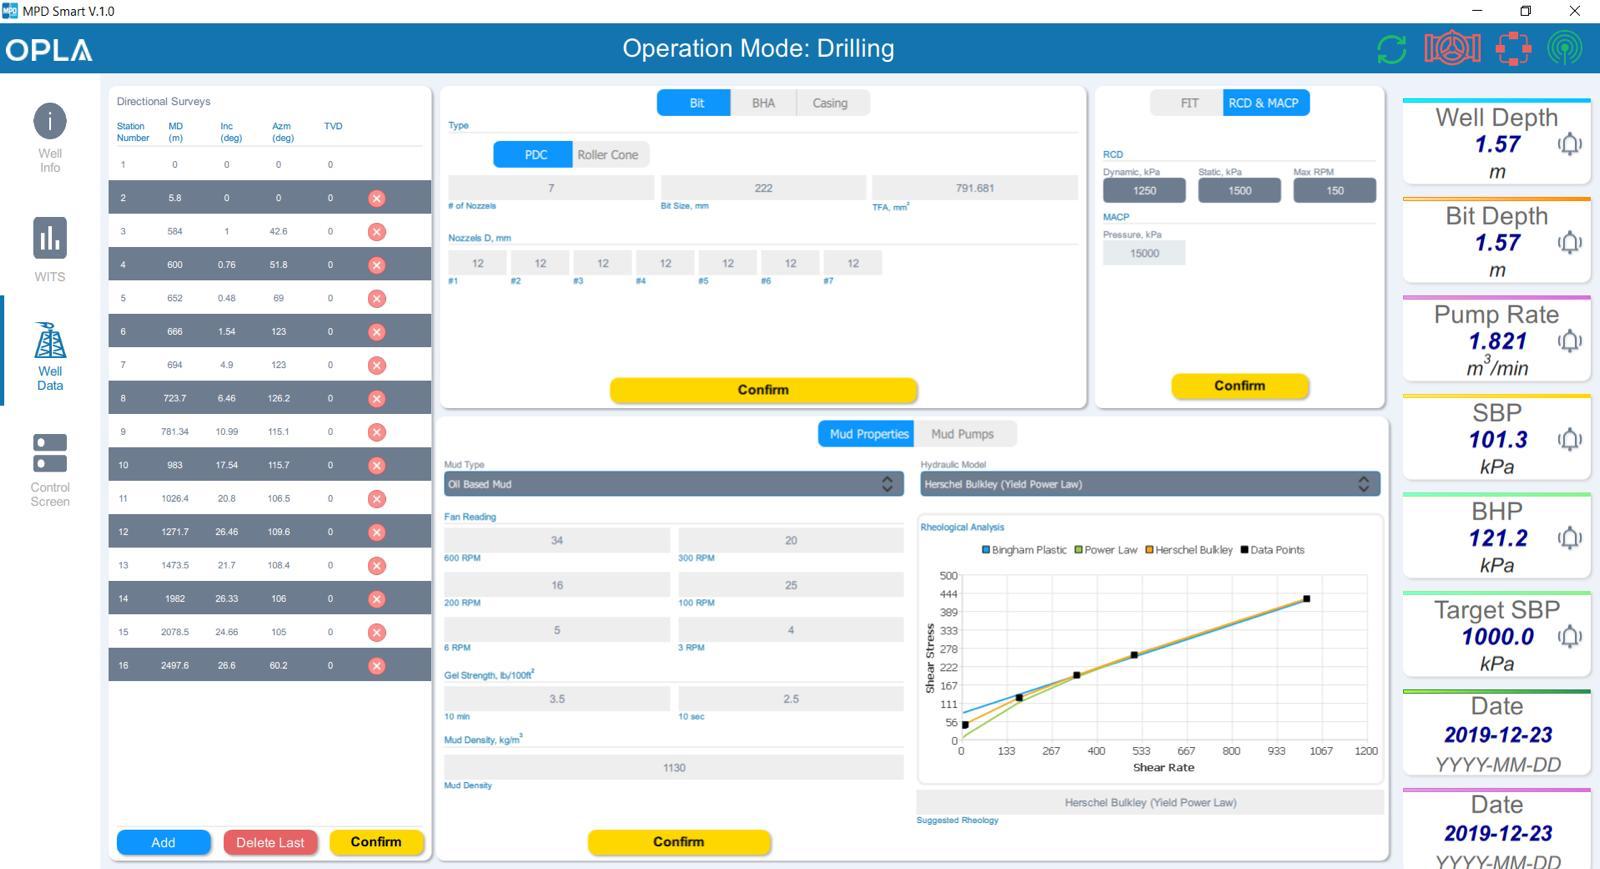 MPD Smart V.1.0
OPLA
Operation Mode: Drilling
Well Info
WITS
Well Data
Control Screen
Directional Surveys
Station Number MD (m) Inc (deg) Azm (deg) TVD
1 0 0 0 0
2 5.8 0 0 0
3 584 1 42.6 0
4 600 0.76 51.8 0
5 652 0.48 69 0
6 666 1.54 123 0
7 694 4.9 123 0
8 723.7 6.46 126.2 0
9 781.34 10.99 115.1 0
10 983 17.54 115.7 0
11 1026.4 20.8 106.5 0
12 1271.7 26.46 109.6 0
13 1473.5 21.7 108.4 0
14 1982 26.33 106 0
15 2078.5 24.66 105 0
16 2497.6 26.6 60.2 0
Add Delete Last Confirm
Bit BHA Casing
Type
PDC Roller Cone
7 222 791.681
# of Nozzels Bit Size, mm TFA, mm²
Nozzels D, mm
12 12 12 12 12 12 12
#1 #2 #3 #4 #5 #6 #7
Confirm
FIT RCD & MACP
RCD
Dynamic, kPa Static, kPa Max RPM
1250 1500 150
MACP
Pressure, kPa
15000
Confirm
Mud Properties Mud Pumps
Mud Type
Oil Based Mud
Fan Reading
34 20
600 RPM 300 RPM
16 25
200 RPM 100 RPM
5 4
6 RPM 3 RPM
Gel Strength, lb/100ft²
3.5 2.5
10 min 10 sec
Mud Density, kg/m³
1130
Mud Density
Confirm
Hydraulic Model
Herschel Bulkley (Yield Power Law)
Rheological Analysis
Bingham Plastic Power Law Herschel Bulkley Data Points
Shear Stress
500
444
389
333
278
222
167
111
56
0
0 133 267 400 533 667 800 933 1067 1200
Shear Rate
Herschel Bulkley (Yield Power Law)
Suggested Rheology
Well Depth
1.57
m
Bit Depth
1.57
m
Pump Rate
1.821
m³/min
SBP
101.3
kPa
BHP
121.2
kPa
Target SBP
1000.0
kPa
Date
2019-12-23
YYYY-MM-DD
Date
2019-12-23
YYYY-MM-DD